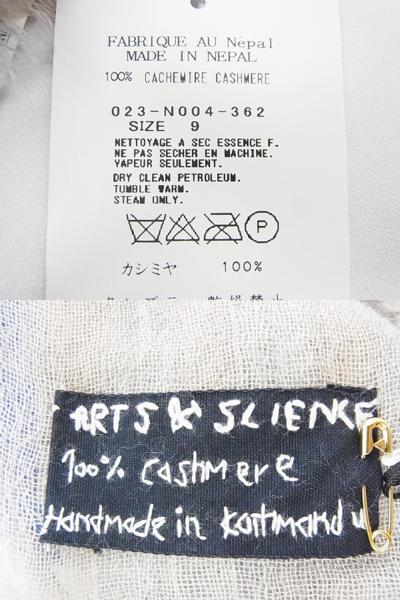 FABRIQUE AU Népal
MADE IN NEPAL
100% CACHEMIRE CASHMERE
023-N004-362
SIZE 9
NETTOYAGE A SEC ESSENCE F.
NE PAS SECHER EN MACHINE.
VAPEUR SEULEMENT.
DRY CLEAN PETROLEUM.
TUMBLE WARM.
STEAM ONLY.
P
カシミヤ 100%
ARTS & SCIENCE
100% cashmere
Handmade in Kathmandu